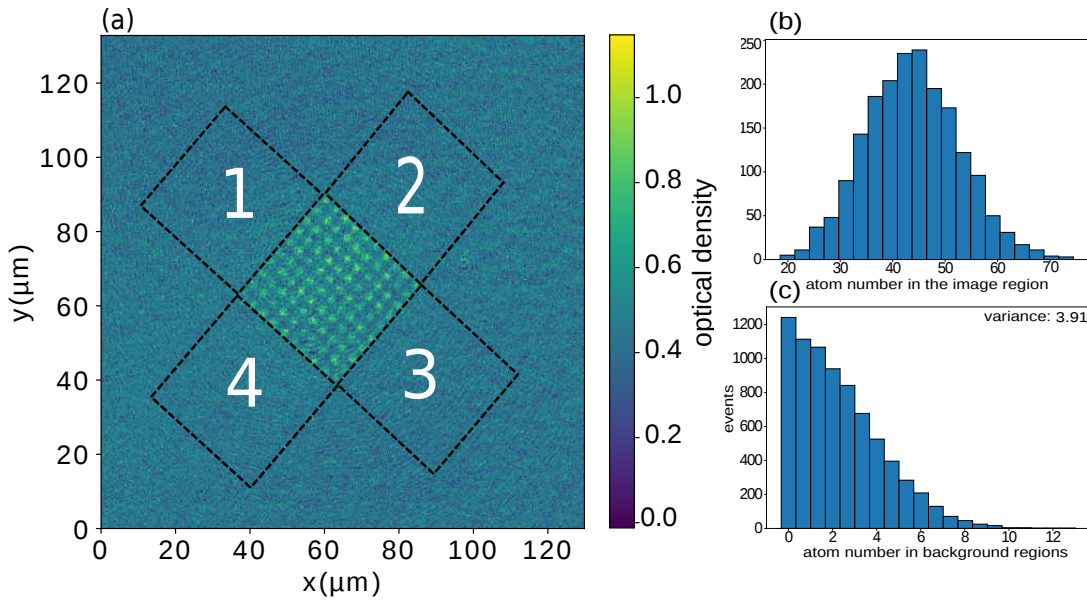 (a)
120
100
80
60
40
20
0
0 20 40 60 80 100 120
y(μm)
x(μm)
1
2
3
4
1.0
0.8
0.6
0.4
0.2
0.0
optical density
(b)
250
200
150
100
50
0
20 30 40 50 60 70
atom number in the image region
(c)
variance: 3.91
1200
1000
800
600
400
200
0
events
0 2 4 6 8 10 12
atom number in background regions